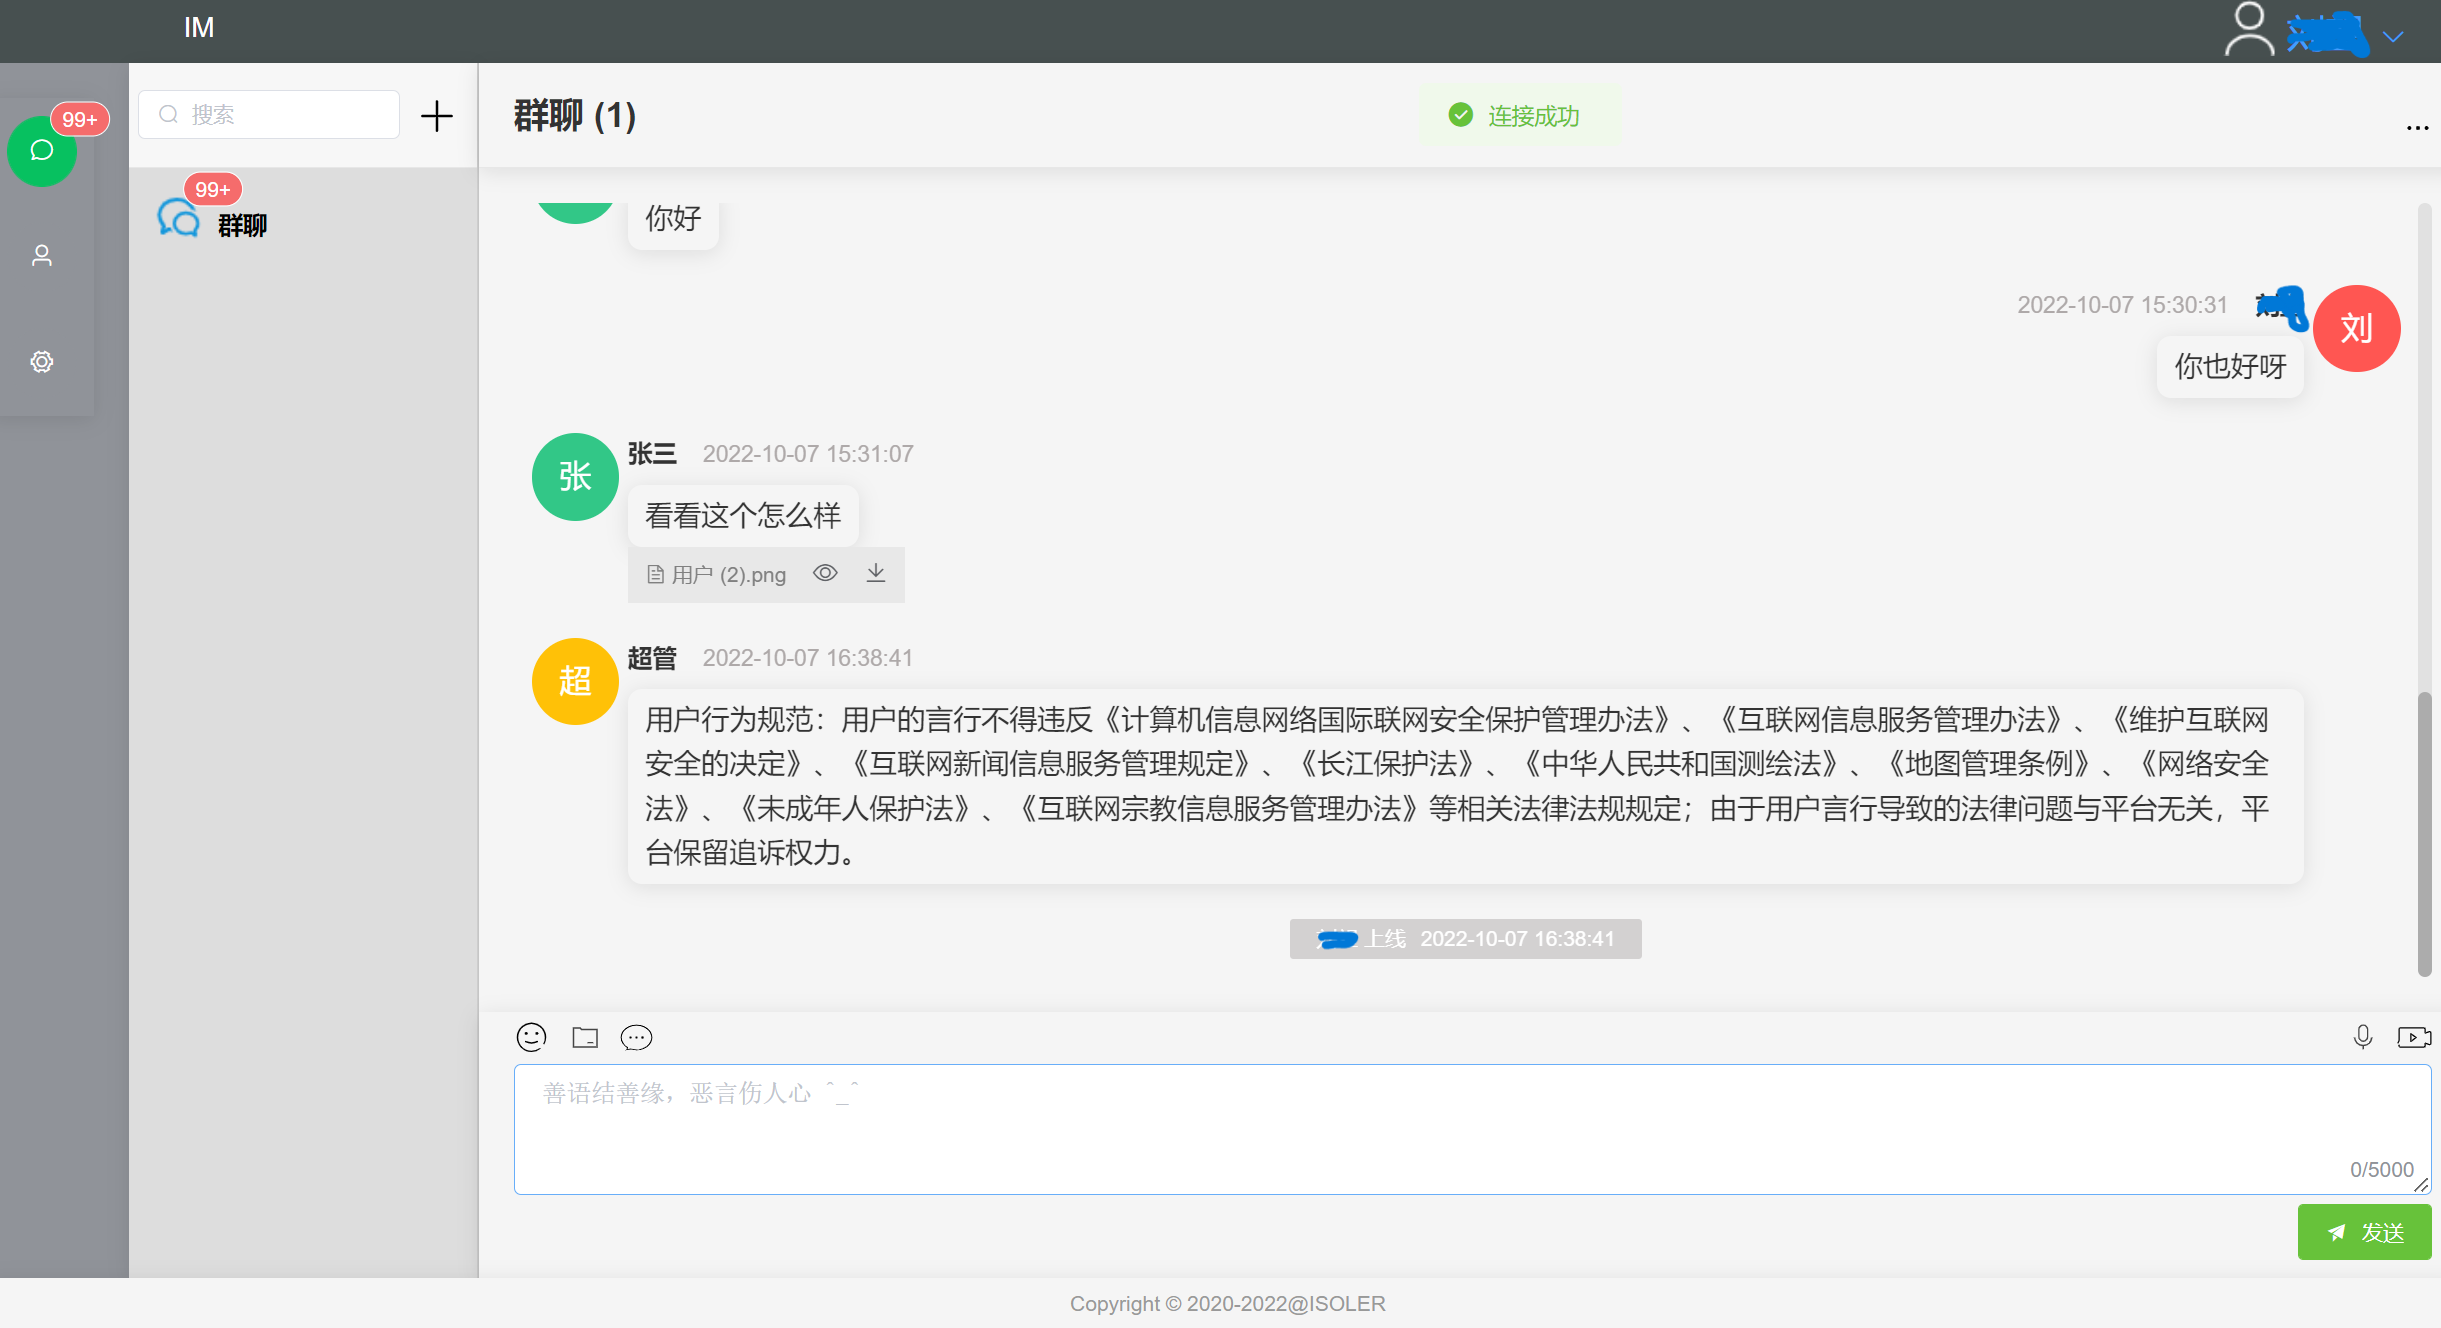 IM
99+
搜索
99+
群聊
群聊 (1)
连接成功
你好
2022-10-07 15:30:31
刘
你也好呀
张
张三 2022-10-07 15:31:07
看看这个怎么样
用户 (2).png
超
超管 2022-10-07 16:38:41
用户行为规范：用户的言行不得违反《计算机信息网络国际联网安全保护管理办法》、《互联网信息服务管理办法》、《维护互联网
安全的决定》、《互联网新闻信息服务管理规定》、《长江保护法》、《中华人民共和国测绘法》、《地图管理条例》、《网络安全
法》、《未成年人保护法》、《互联网宗教信息服务管理办法》等相关法律法规规定；由于用户言行导致的法律问题与平台无关，平
台保留追诉权力。
上线 2022-10-07 16:38:41
善语结善缘，恶言伤人心 ^_^
0/5000
发送
Copyright © 2020-2022@ISOLER